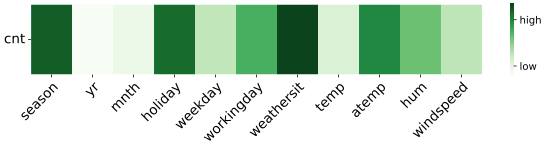 cnt
high
low
season
yr
mnth
holiday
weekday
workingday
weathersit
temp
atemp
hum
windspeed